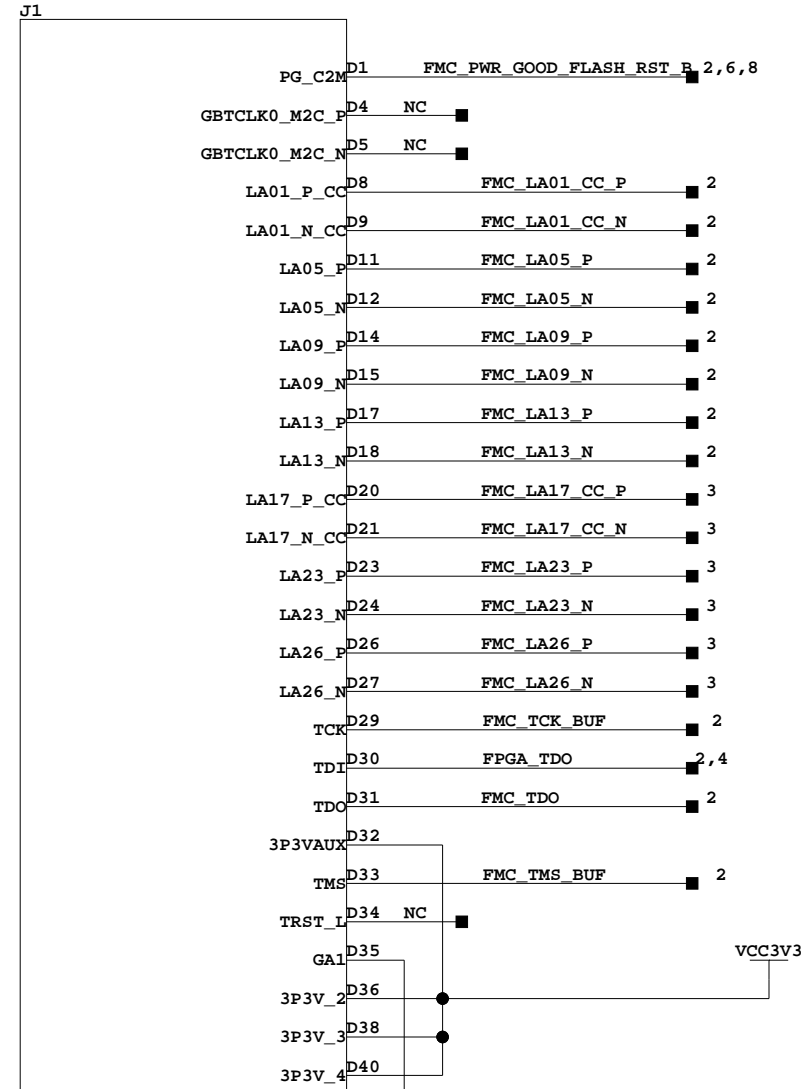 J1
PG_C2M D1 FMC_PWR_GOOD_FLASH_RST_B 2,6,8
GBTCLK0_M2C_P D4 NC
GBTCLK0_M2C_N D5 NC
LA01_P_CC D8 FMC_LA01_CC_P 2
LA01_N_CC D9 FMC_LA01_CC_N 2
LA05_P D11 FMC_LA05_P 2
LA05_N D12 FMC_LA05_N 2
LA09_P D14 FMC_LA09_P 2
LA09_N D15 FMC_LA09_N 2
LA13_P D17 FMC_LA13_P 2
LA13_N D18 FMC_LA13_N 2
LA17_P_CC D20 FMC_LA17_CC_P 3
LA17_N_CC D21 FMC_LA17_CC_N 3
LA23_P D23 FMC_LA23_P 3
LA23_N D24 FMC_LA23_N 3
LA26_P D26 FMC_LA26_P 3
LA26_N D27 FMC_LA26_N 3
TCK D29 FMC_TCK_BUF 2
TDI D30 FPGA_TDO 2,4
TDO D31 FMC_TDO 2
3P3VAUX D32
TMS D33 FMC_TMS_BUF 2
TRST_L D34 NC
GA1 D35 VCC3V3
3P3V_2 D36
3P3V_3 D38
3P3V_4 D40